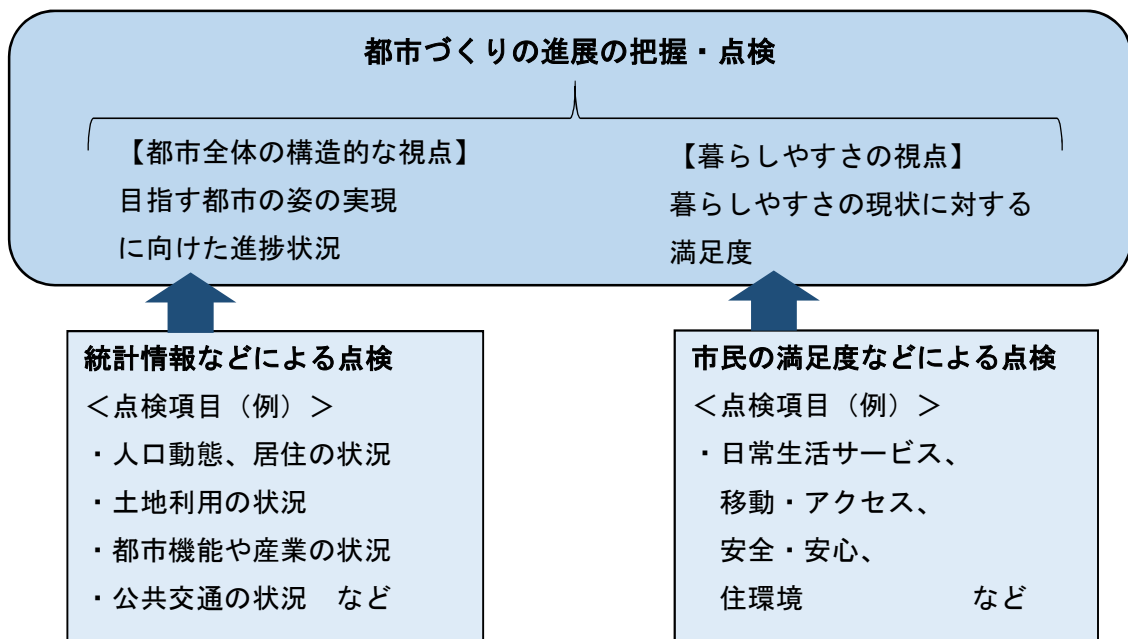 都市づくりの進展の把握・点検
【都市全体の構造的な視点】
目指す都市の姿の実現
に向けた進捗状況
【暮らしやすさの視点】
暮らしやすさの現状に対する
満足度
統計情報などによる点検
＜点検項目（例）＞
・人口動態、居住の状況
・土地利用の状況
・都市機能や産業の状況
・公共交通の状況　など
市民の満足度などによる点検
＜点検項目（例）＞
・日常生活サービス、
移動・アクセス、
安全・安心、
住環境　　　　　　など